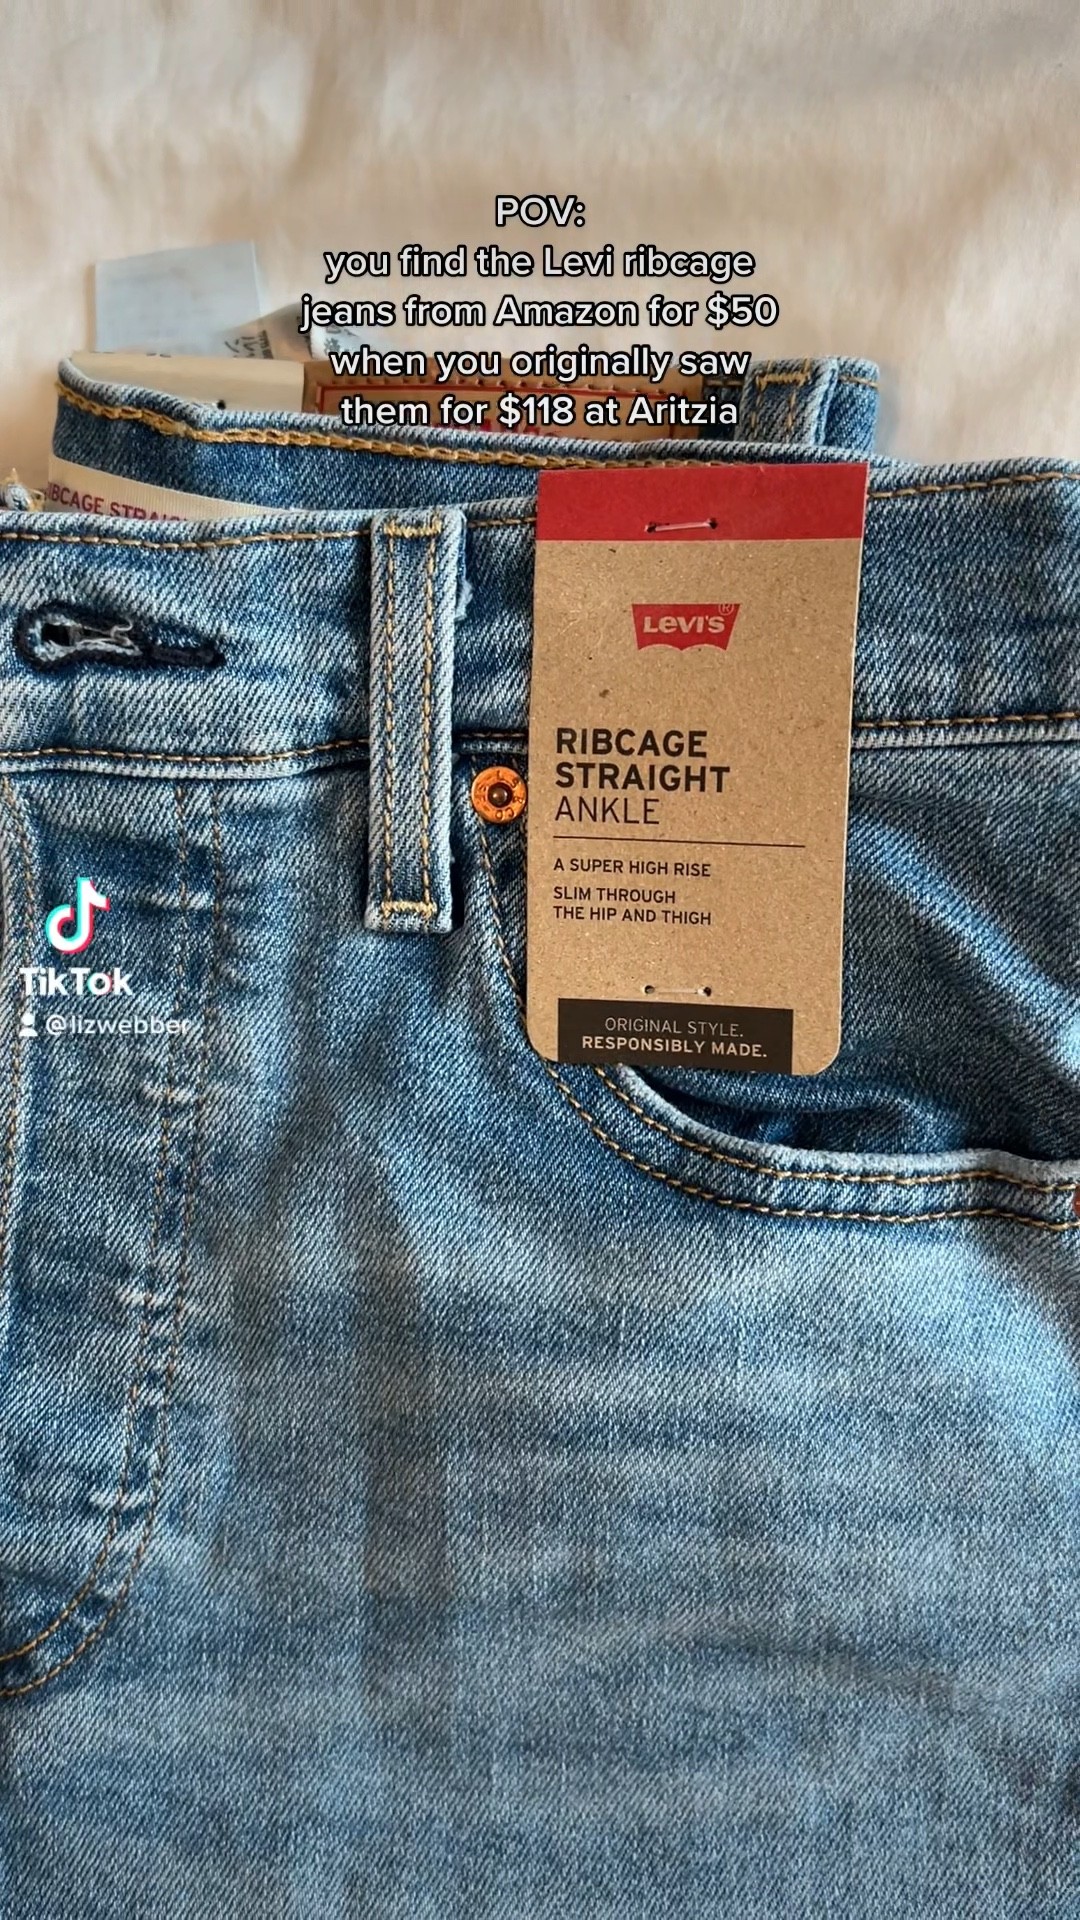 POV:
you find the Levi ribcage
jeans from Amazon for $50
when you originally saw
them for $118 at Aritzia
LEVI'S®
RIBCAGE
STRAIGHT
ANKLE
A SUPER HIGH RISE
SLIM THROUGH
THE HIP AND THIGH
ORIGINAL STYLE.
RESPONSIBLY MADE.
TikTok
@lizwebber